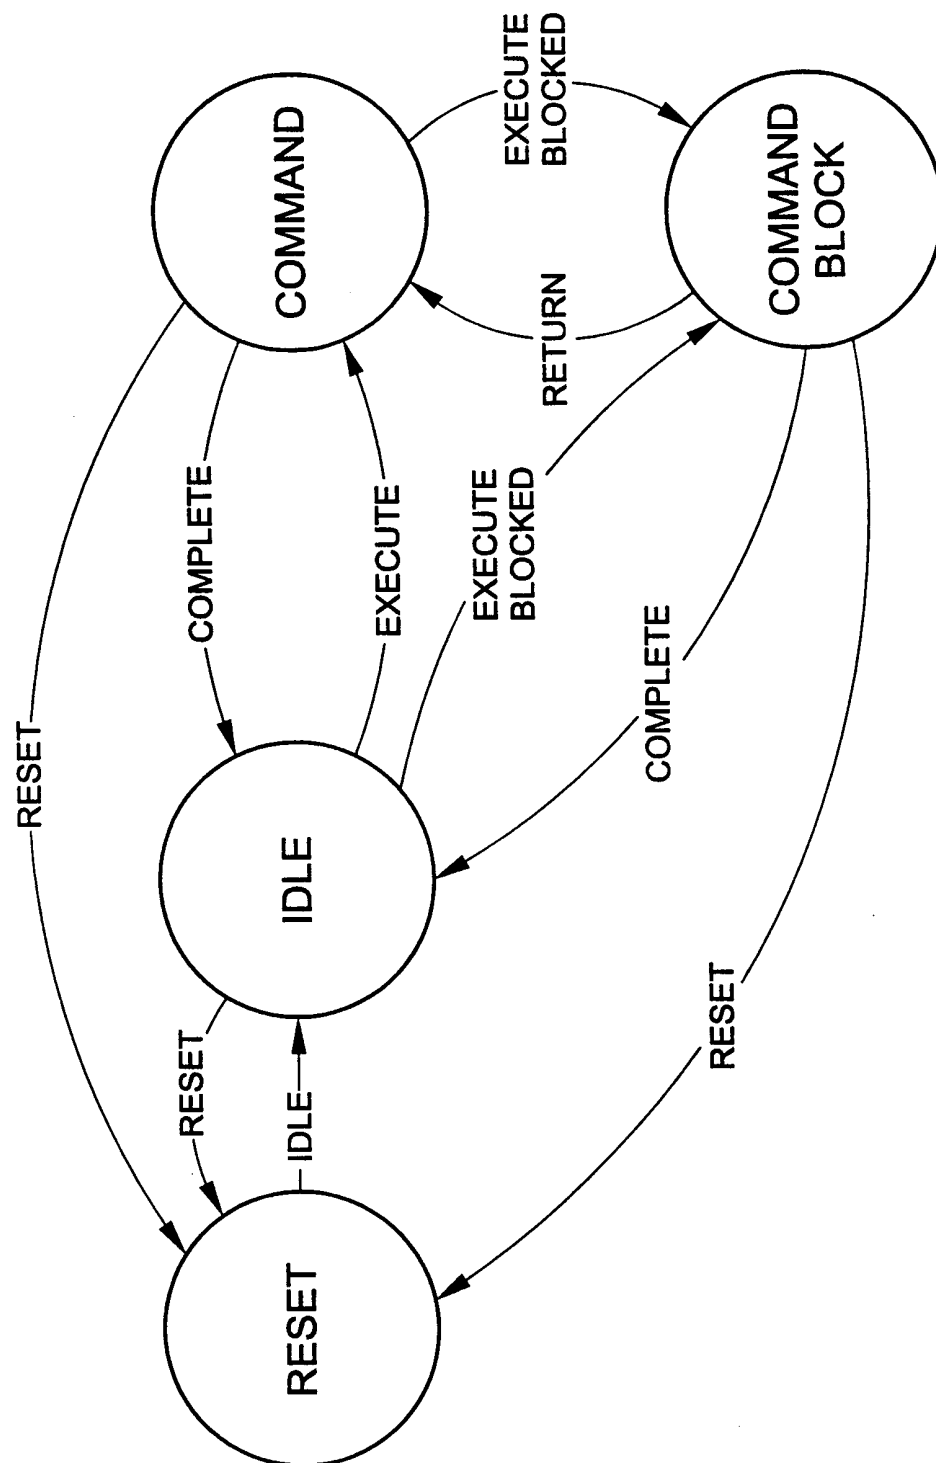 RESET
COMPLETE
COMMAND
EXECUTE
BLOCKED
RESET
IDLE
IDLE
EXECUTE
RETURN
RESET
EXECUTE
BLOCKED
COMPLETE
COMMAND
BLOCK
RESET